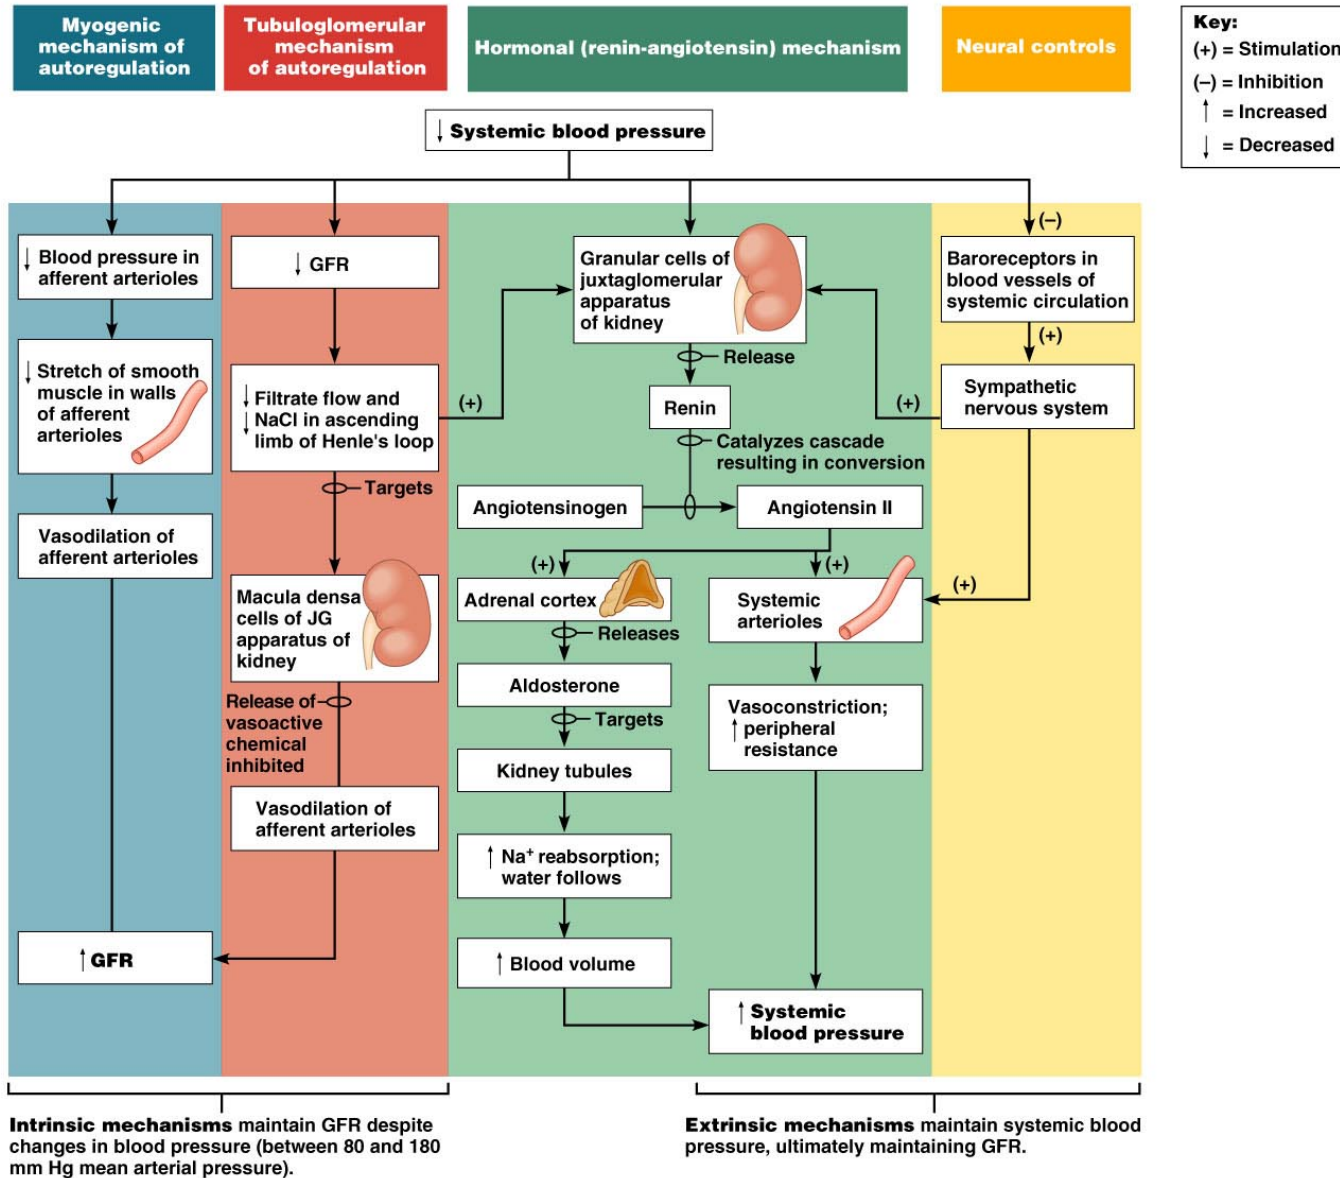 Myogenic
mechanism of
autoregulation
Tubuloglomerular
mechanism
of autoregulation
Hormonal (renin-angiotensin) mechanism
Neural controls
Key:
(+) = Stimulation
(–) = Inhibition
↑ = Increased
↓ = Decreased
↓ Systemic blood pressure
↓ Blood pressure in
afferent arterioles
↓ Stretch of smooth
muscle in walls
of afferent
arterioles
Vasodilation of
afferent arterioles
↑ GFR
↓ GFR
↓ Filtrate flow and
↓ NaCl in ascending
limb of Henle's loop
(+)
Targets
Macula densa
cells of JG
apparatus of
kidney
Release of
vasoactive
chemical
inhibited
Vasodilation of
afferent arterioles
Granular cells of
juxtaglomerular
apparatus
of kidney
Release
Renin
Catalyzes cascade
resulting in conversion
Angiotensinogen
Angiotensin II
(+)
(+)
Adrenal cortex
Releases
Aldosterone
Targets
Kidney tubules
↑ Na⁺ reabsorption;
water follows
↑ Blood volume
Systemic
arterioles
Vasoconstriction;
↑ peripheral
resistance
↑ Systemic
blood pressure
(–)
Baroreceptors in
blood vessels of
systemic circulation
(+)
Sympathetic
nervous system
(+)
(+)
Intrinsic mechanisms maintain GFR despite
changes in blood pressure (between 80 and 180
mm Hg mean arterial pressure).
Extrinsic mechanisms maintain systemic blood
pressure, ultimately maintaining GFR.